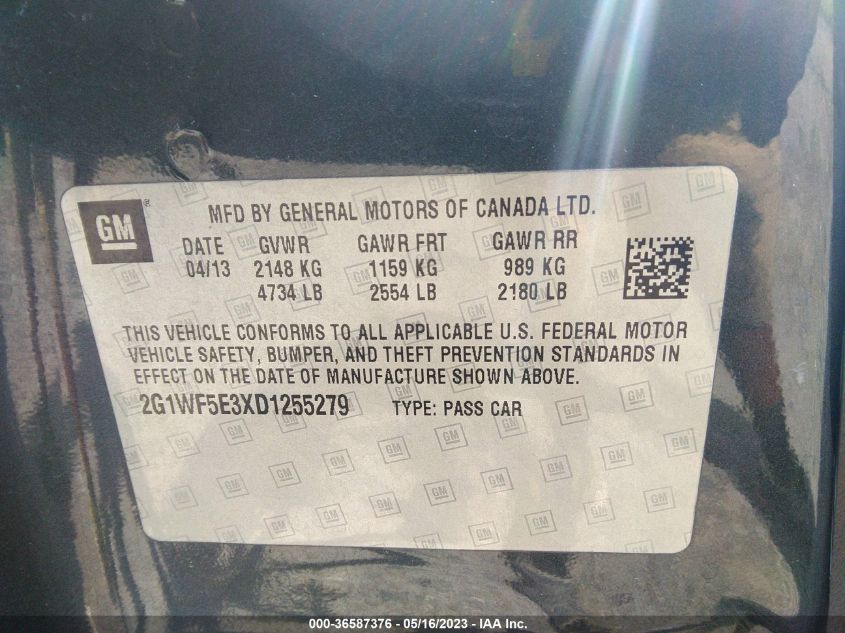 GM ® MFD BY GENERAL MOTORS OF CANADA LTD.
DATE GVWR GAWR FRT GAWR RR
04/13 2148 KG 1159 KG 989 KG
4734 LB 2554 LB 2180 LB
THIS VEHICLE CONFORMS TO ALL APPLICABLE U.S. FEDERAL MOTOR
VEHICLE SAFETY, BUMPER, AND THEFT PREVENTION STANDARDS IN
EFFECT ON THE DATE OF MANUFACTURE SHOWN ABOVE.
2G1WF5E3XD1255279 TYPE: PASS CAR
000-36587376 - 05/16/2023 - IAA Inc.